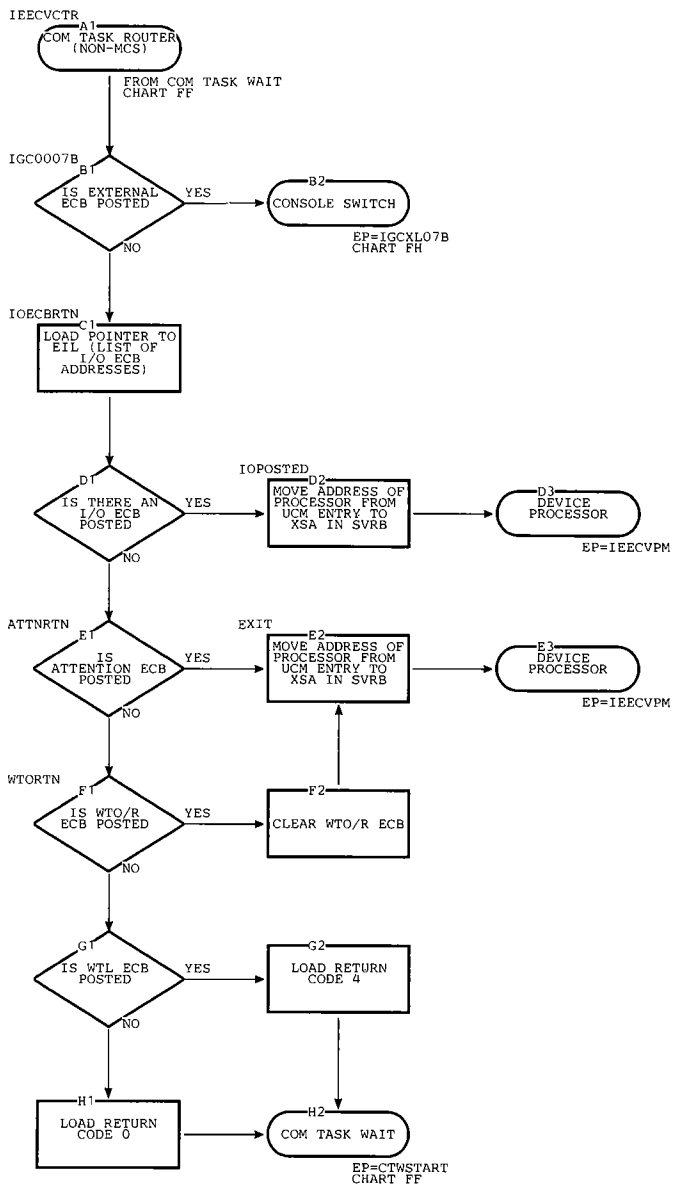 IEECVCTR
A1
COM TASK ROUTER
(NON-MCS)
FROM COM TASK WAIT
CHART FF
IGC0007B
B1
IS EXTERNAL
ECB POSTED
YES
NO
B2
CONSOLE SWITCH
EP=IGCXL07B
CHART FH
IOECBRTN
C1
LOAD POINTER TO
EIL (LIST OF
I/O ECB
ADDRESSES)
D1
IS THERE AN
I/O ECB
POSTED
YES
NO
IOPOSTED
D2
MOVE ADDRESS OF
PROCESSOR FROM
UCM ENTRY TO
XSA IN SVRB
D3
DEVICE
PROCESSOR
EP=IEECVPM
ATTNRTN
E1
IS
ATTENTION ECB
POSTED
YES
NO
EXIT
E2
MOVE ADDRESS OF
PROCESSOR FROM
UCM ENTRY TO
XSA IN SVRB
E3
DEVICE
PROCESSOR
EP=IEECVPM
WTORTN
F1
IS WTO/R
ECB POSTED
YES
NO
F2
CLEAR WTO/R ECB
G1
IS WTL ECB
POSTED
YES
NO
G2
LOAD RETURN
CODE 4
H1
LOAD RETURN
CODE 0
H2
COM TASK WAIT
EP=CTWSTART
CHART FF